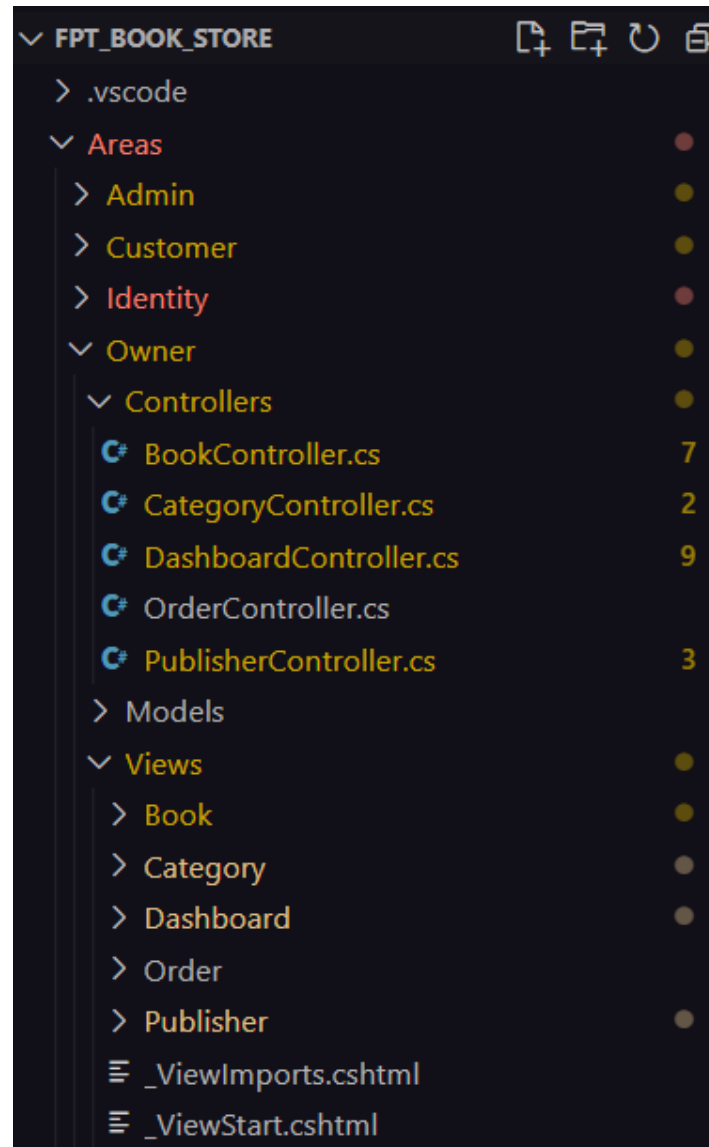 FPT_BOOK_STORE
.vscode
Areas
Admin
Customer
Identity
Owner
Controllers
C# BookController.cs 7
C# CategoryController.cs 2
C# DashboardController.cs 9
C# OrderController.cs
C# PublisherController.cs 3
Models
Views
Book
Category
Dashboard
Order
Publisher
_ViewImports.cshtml
_ViewStart.cshtml